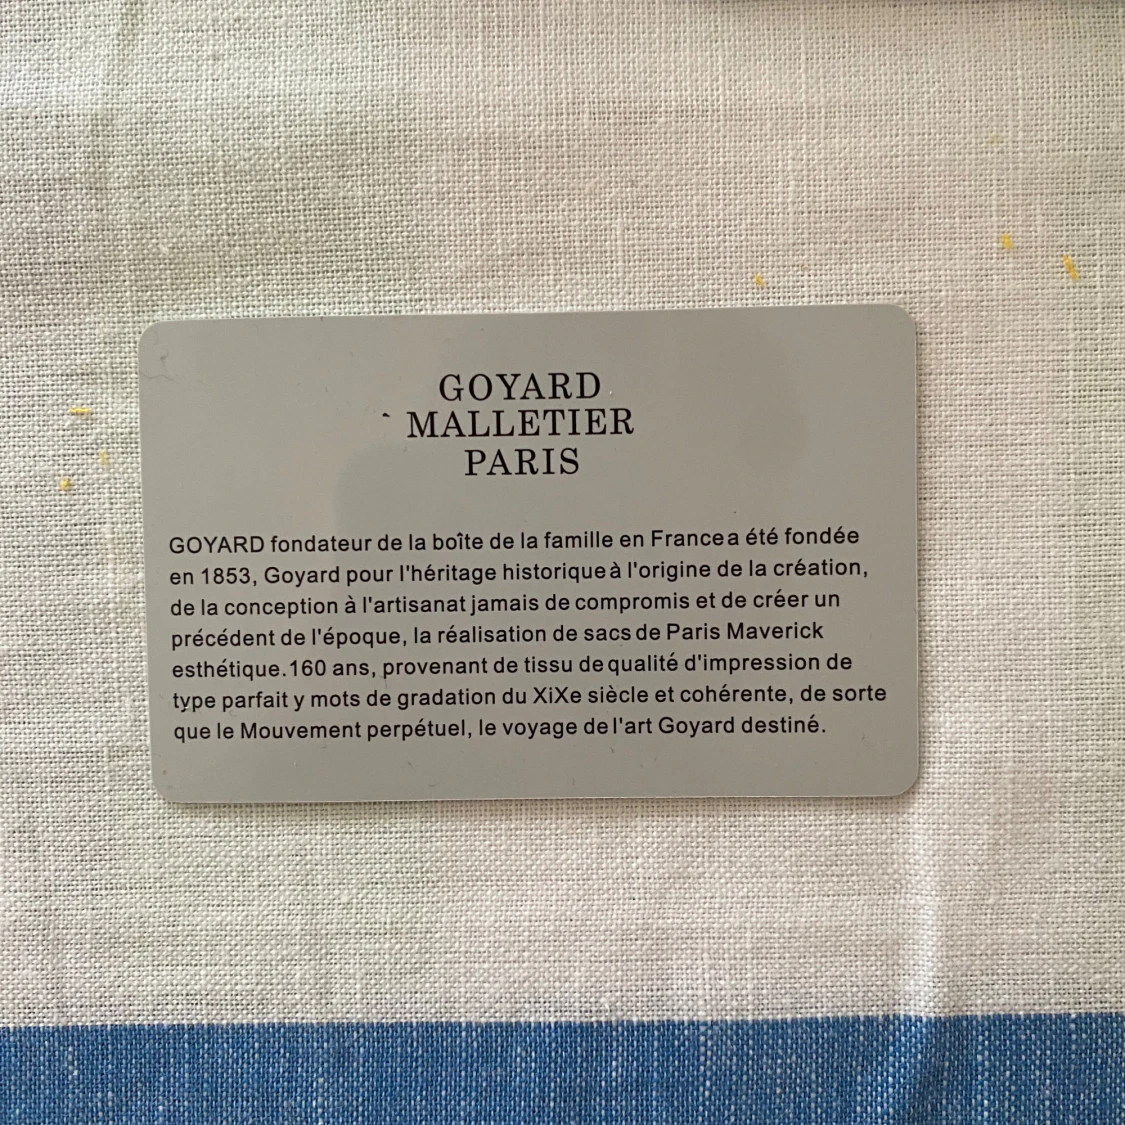 GOYARD
MALLETIER
PARIS
GOYARD fondateur de la boîte de la famille en France a été fondée
en 1853, Goyard pour l'héritage historique à l'origine de la création,
de la conception à l'artisanat jamais de compromis et de créer un
précédent de l'époque, la réalisation de sacs de Paris Maverick
esthétique.160 ans, provenant de tissu de qualité d'impression de
type parfait y mots de gradation du XiXe siècle et cohérente, de sorte
que le Mouvement perpétuel, le voyage de l'art Goyard destiné.